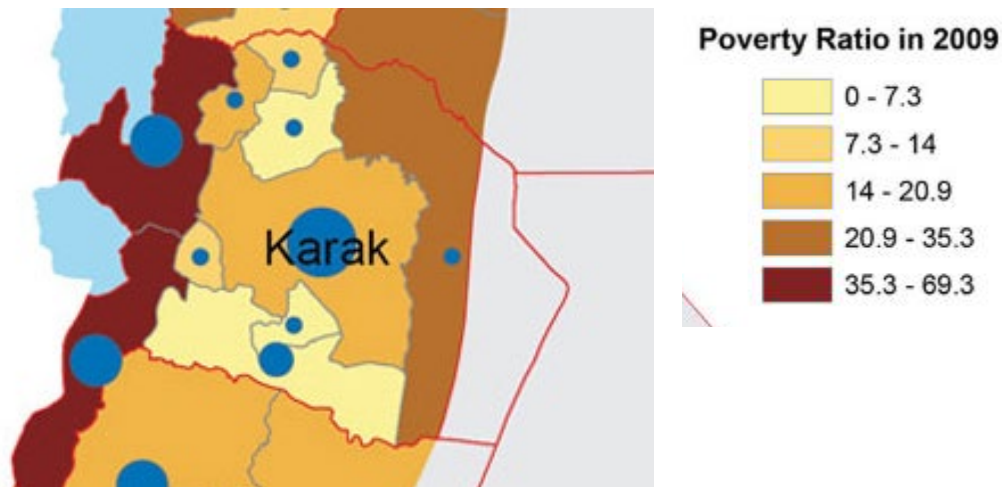 Karak
Poverty Ratio in 2009
0 - 7.3
7.3 - 14
14 - 20.9
20.9 - 35.3
35.3 - 69.3